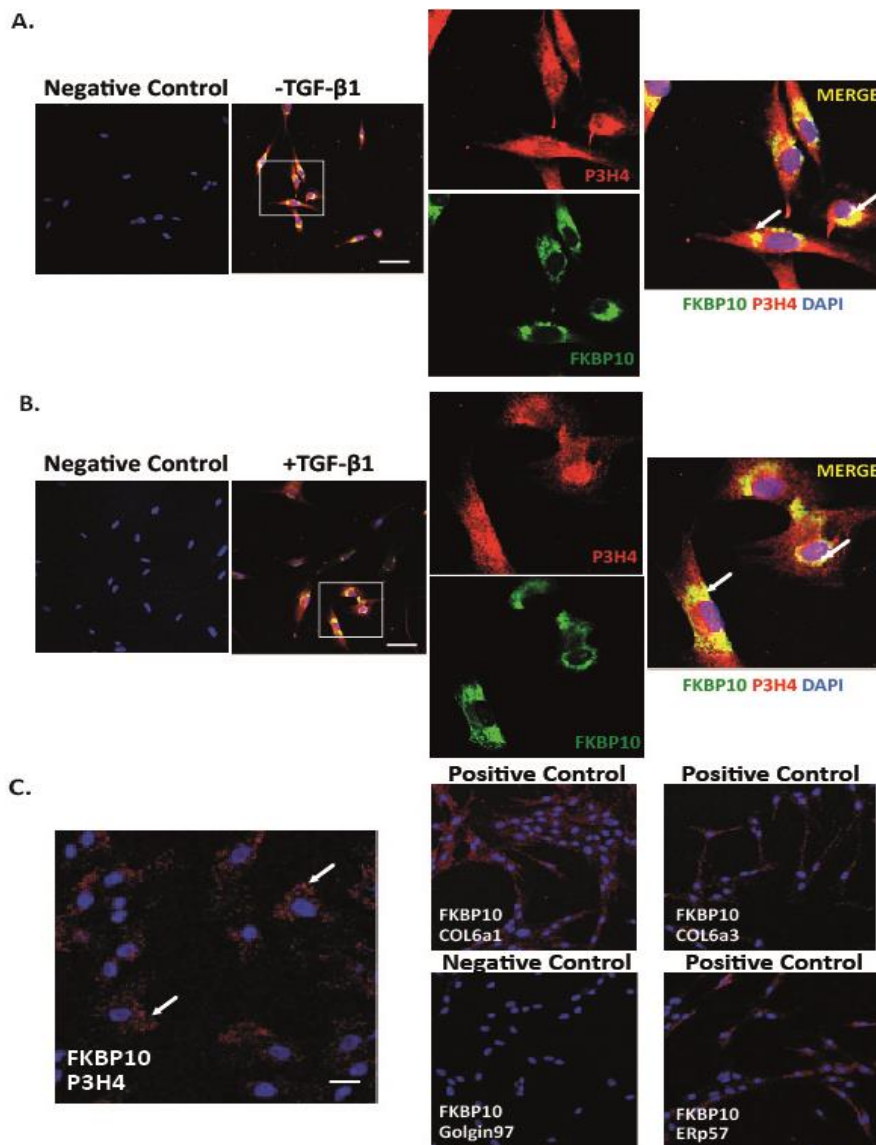 A.
Negative Control
-TGF-β1
P3H4
FKBP10
MERGE
FKBP10 P3H4 DAPI
B.
Negative Control
+TGF-β1
P3H4
FKBP10
MERGE
FKBP10 P3H4 DAPI
C.
FKBP10
P3H4
Positive Control
FKBP10
COL6a1
Positive Control
FKBP10
COL6a3
Negative Control
FKBP10
Golgin97
Positive Control
FKBP10
ERp57